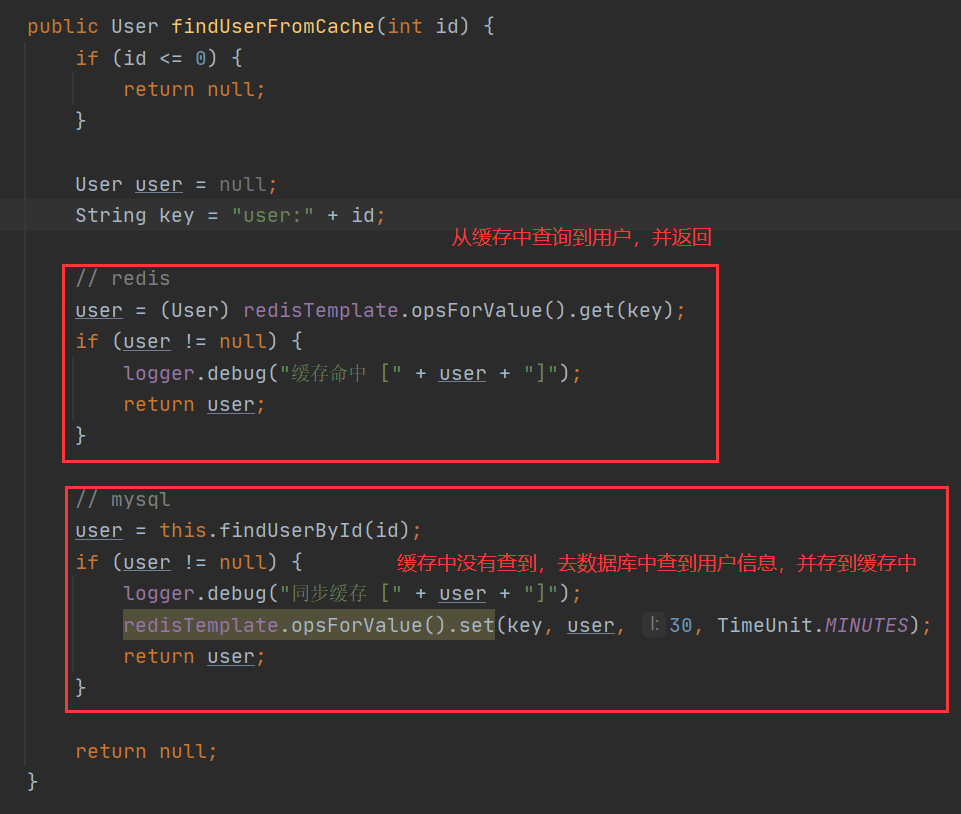 public User findUserFromCache(int id) {
if (id <= 0) {
return null;
}
User user = null;
String key = "user:" + id;
从缓存中查询到用户，并返回
// redis
user = (User) redisTemplate.opsForValue().get(key);
if (user != null) {
logger.debug("缓存命中 [" + user + "]");
return user;
}
// mysql
user = this.findUserById(id);
if (user != null) {
缓存中没有查到，去数据库中查到用户信息，并存到缓存中
logger.debug("同步缓存 [" + user + "]");
redisTemplate.opsForValue().set(key, user, l: 30, TimeUnit.MINUTES);
return user;
}
return null;
}